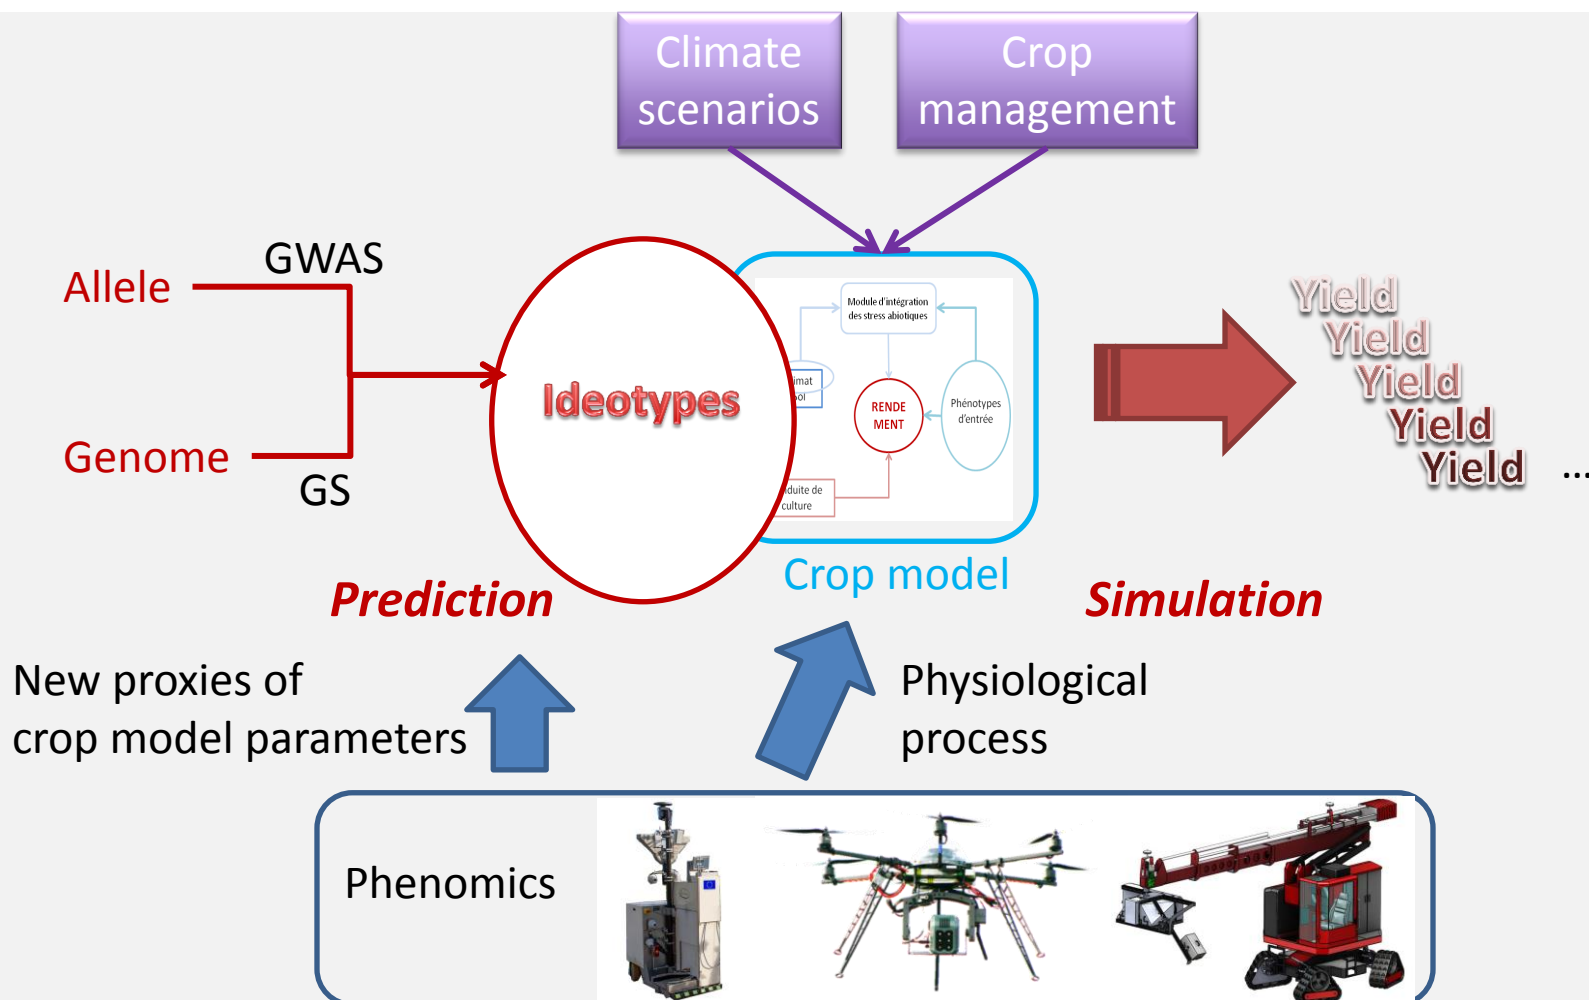 Climate
scenarios
Crop
management
GWAS
Allele
Genome
GS
Ideotypes
Module d'intégration
des stress abiotiques
RENDE
MENT
Phénotypes
d'entrée
culture
Crop model
Yield
Yield
Yield
Yield
Yield
...
Prediction
Simulation
New proxies of
crop model parameters
Physiological
process
Phenomics